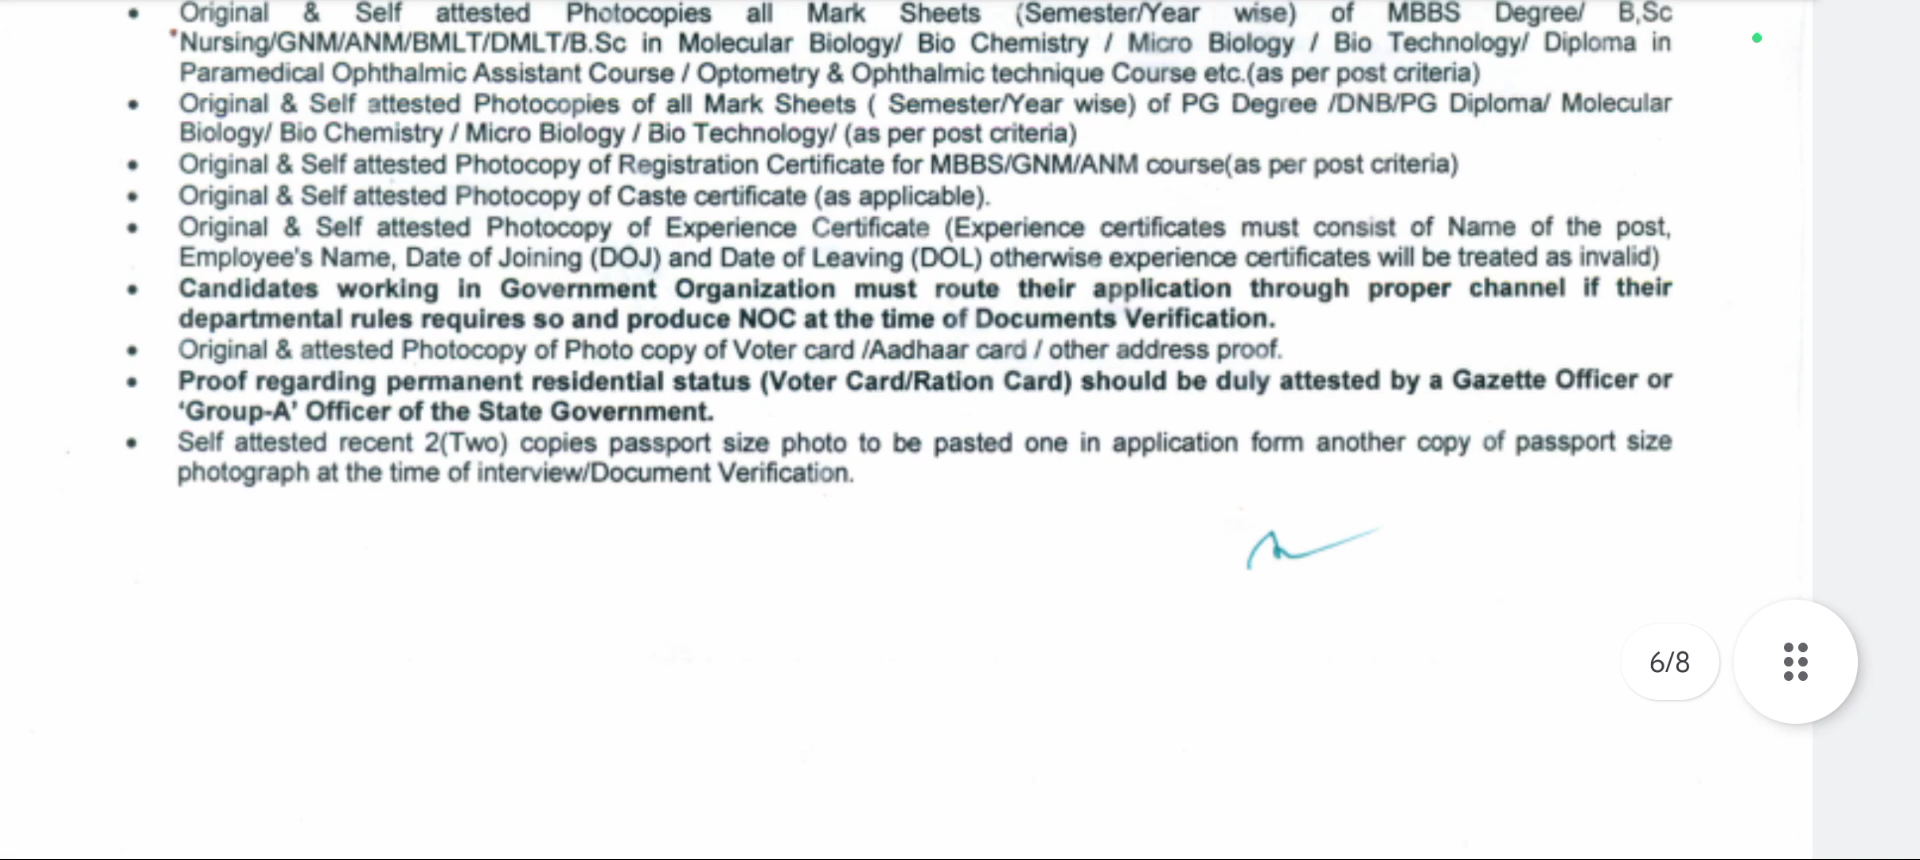 • Original & Self attested Photocopies all Mark Sheets (Semester/Year wise) of MBBS Degree/ B,Sc
Nursing/GNM/ANM/BMLT/DMLT/B.Sc in Molecular Biology/ Bio Chemistry / Micro Biology / Bio Technology/ Diploma in
Paramedical Ophthalmic Assistant Course / Optometry & Ophthalmic technique Course etc.(as per post criteria)
• Original & Self attested Photocopies of all Mark Sheets ( Semester/Year wise) of PG Degree /DNB/PG Diploma/ Molecular
Biology/ Bio Chemistry / Micro Biology / Bio Technology/ (as per post criteria)
• Original & Self attested Photocopy of Registration Certificate for MBBS/GNM/ANM course(as per post criteria)
• Original & Self attested Photocopy of Caste certificate (as applicable).
• Original & Self attested Photocopy of Experience Certificate (Experience certificates must consist of Name of the post,
Employee's Name, Date of Joining (DOJ) and Date of Leaving (DOL) otherwise experience certificates will be treated as invalid)
• Candidates working in Government Organization must route their application through proper channel if their
departmental rules requires so and produce NOC at the time of Documents Verification.
• Original & attested Photocopy of Photo copy of Voter card /Aadhaar card / other address proof.
• Proof regarding permanent residential status (Voter Card/Ration Card) should be duly attested by a Gazette Officer or
‘Group-A’ Officer of the State Government.
• Self attested recent 2(Two) copies passport size photo to be pasted one in application form another copy of passport size
photograph at the time of interview/Document Verification.
6/8